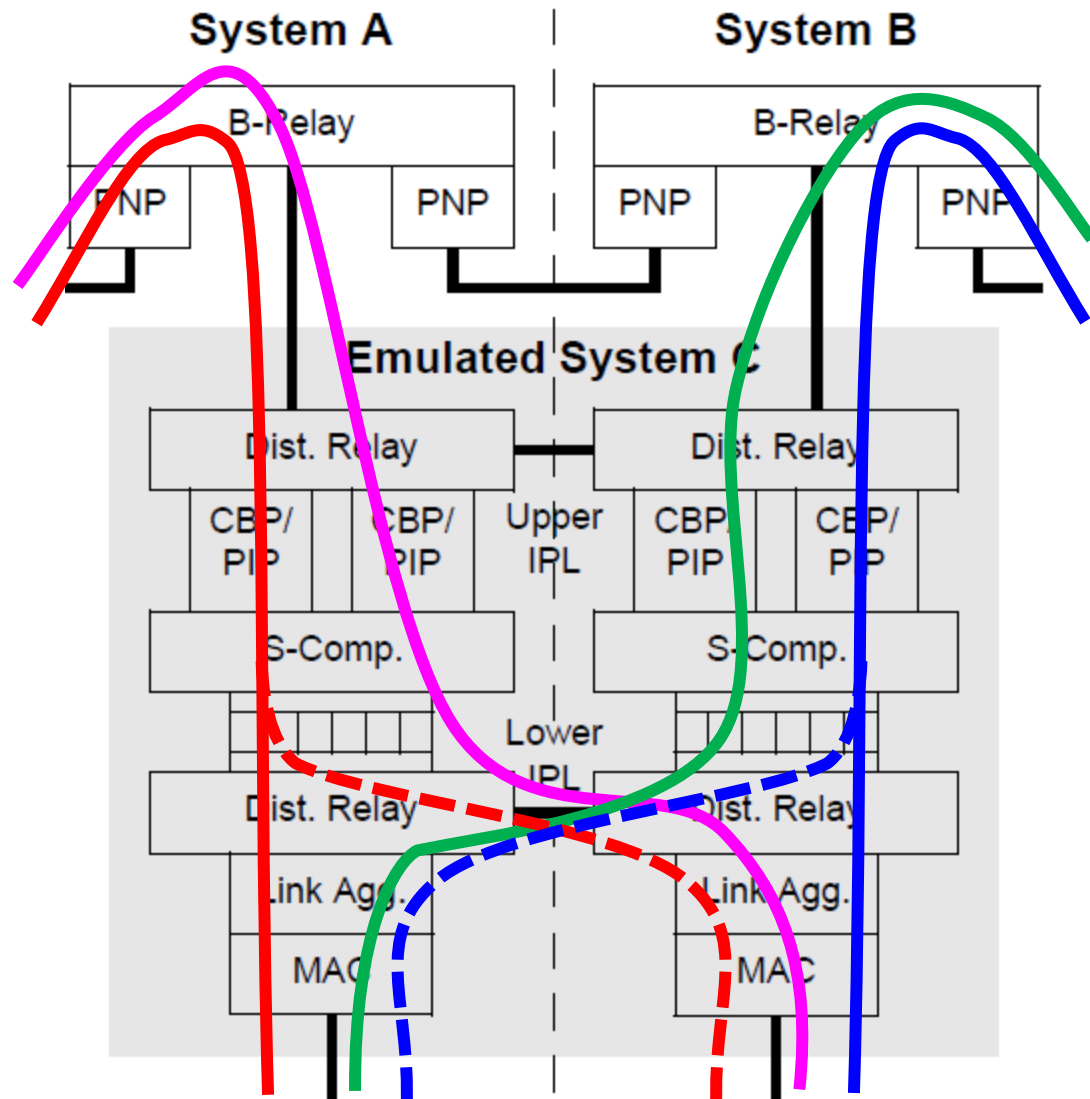 System A
System B
B-Relay
B-Relay
PNP
PNP
PNP
PNP
Emulated System C
Dist. Relay
Dist. Relay
CBP/
PIP
CBP/
PIP
Upper
IPL
CBP/
PIP
CBP/
PIP
S-Comp.
S-Comp.
Lower
IPL
Dist. Relay
Dist. Relay
Link Agg.
Link Agg.
MAC
MAC